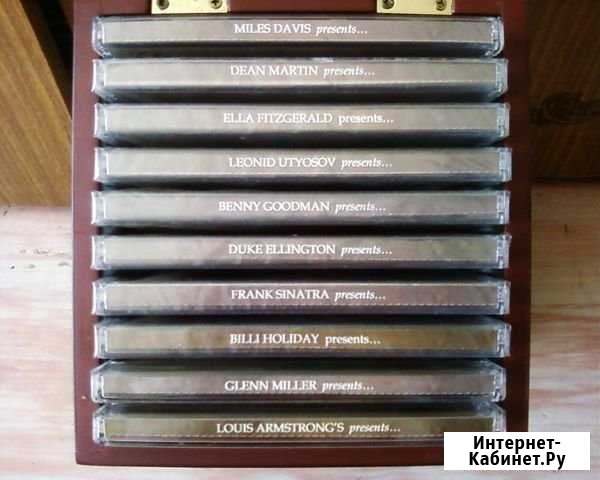 MILES DAVIS presents...
DEAN MARTIN presents...
ELLA FITZGERALD presents...
LEONID UTYOSOV presents...
BENNY GOODMAN presents...
DUKE ELLINGTON presents...
FRANK SINATRA presents...
BILLI HOLIDAY presents...
GLENN MILLER presents...
LOUIS ARMSTRONG'S presents...
Интернет-
Кабинет.Ру